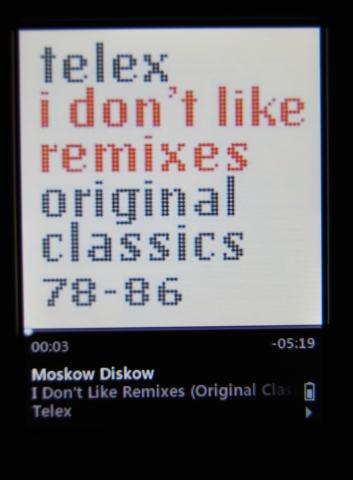 telex
i don't like
remixes
original
classics
78-86
00:03 -05:19
Moskow Diskow
I Don't Like Remixes (Original Clas
Telex